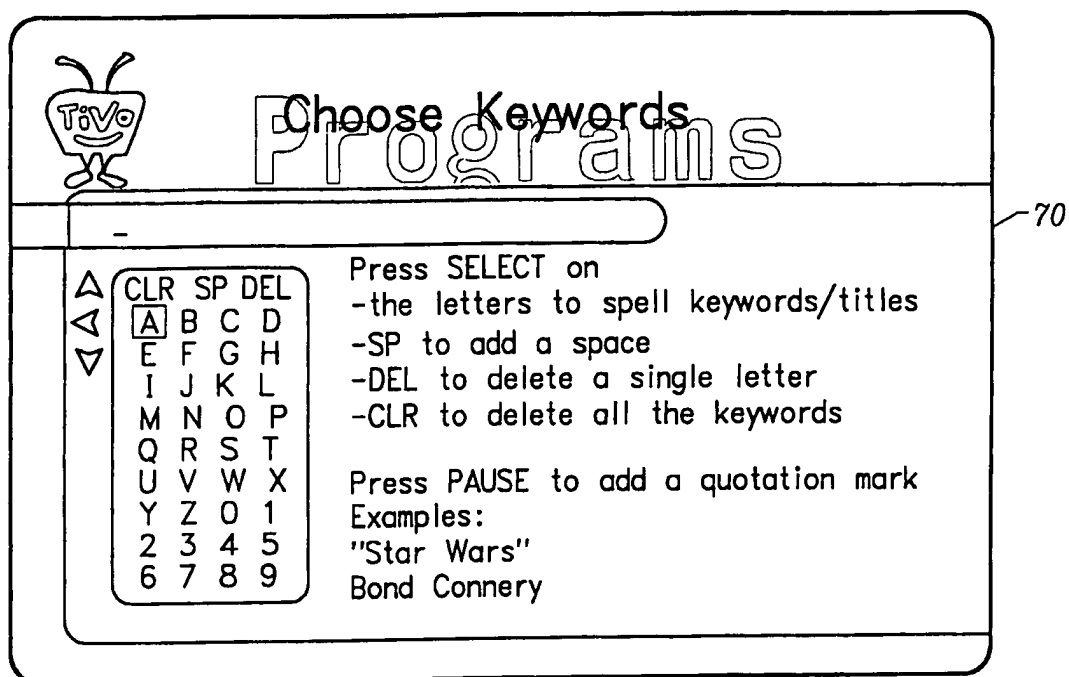 TiVo
Choose Keywords
Programs
70
_
CLR SP DEL
A B C D
E F G H
I J K L
M N O P
Q R S T
U V W X
Y Z 0 1
2 3 4 5
6 7 8 9
Press SELECT on
-the letters to spell keywords/titles
-SP to add a space
-DEL to delete a single letter
-CLR to delete all the keywords
Press PAUSE to add a quotation mark
Examples:
"Star Wars"
Bond Connery